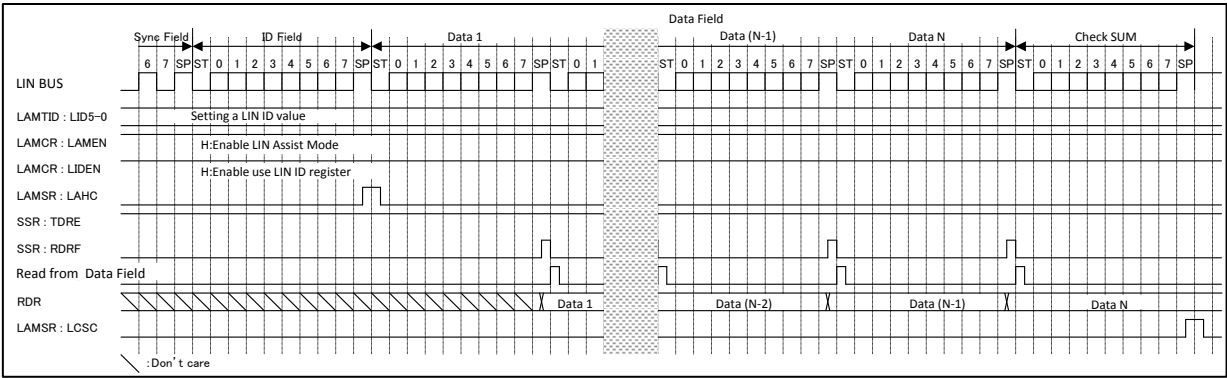 Data Field
Sync Field ID Field Data 1 Data (N-1) Data N Check SUM
6 7 SP ST 0 1 2 3 4 5 6 7 SP ST 0 1 2 3 4 5 6 7 SP ST 0 1 ST 0 1 2 3 4 5 6 7 SP ST 0 1 2 3 4 5 6 7 SP ST 0 1 2 3 4 5 6 7 SP
LIN BUS
LAMTID : LID5-0 Setting a LIN ID value
LAMCR : LAMEN H:Enable LIN Assist Mode
LAMCR : LIDEN H:Enable use LIN ID register
LAMSR : LAHC
SSR : TDRE
SSR : RDRF
Read from Data Field
RDR Data 1 Data (N-2) Data (N-1) Data N
LAMSR : LCSC
:Don't care